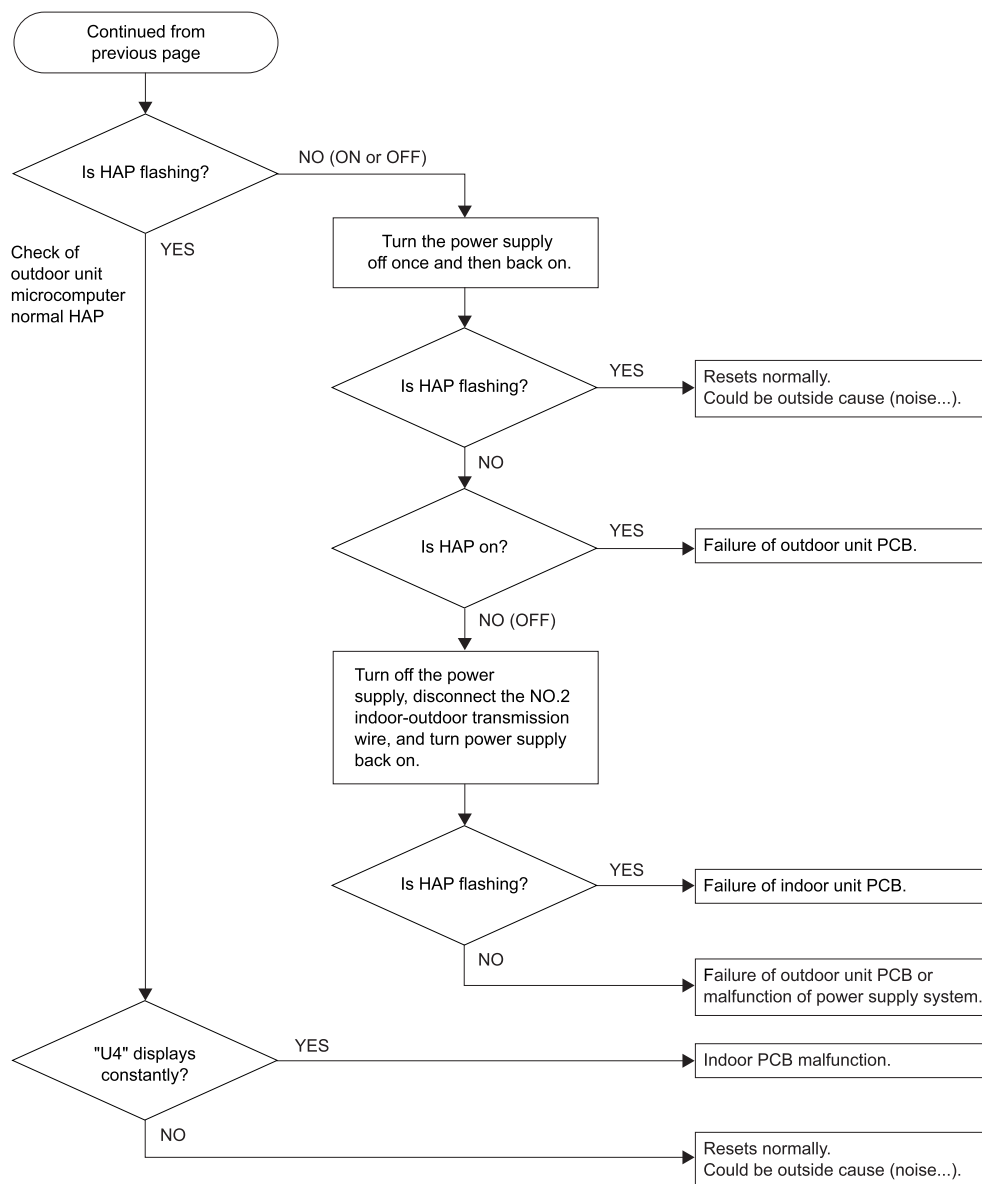 Continued from
previous page
Is HAP flashing?
NO (ON or OFF)
YES
Check of
outdoor unit
microcomputer
normal HAP
Turn the power supply
off once and then back on.
Is HAP flashing?
YES
Resets normally.
Could be outside cause (noise...).
NO
Is HAP on?
YES
Failure of outdoor unit PCB.
NO (OFF)
Turn off the power
supply, disconnect the NO.2
indoor-outdoor transmission
wire, and turn power supply
back on.
Is HAP flashing?
YES
Failure of indoor unit PCB.
NO
Failure of outdoor unit PCB or
malfunction of power supply system.
"U4" displays
constantly?
YES
Indoor PCB malfunction.
NO
Resets normally.
Could be outside cause (noise...).